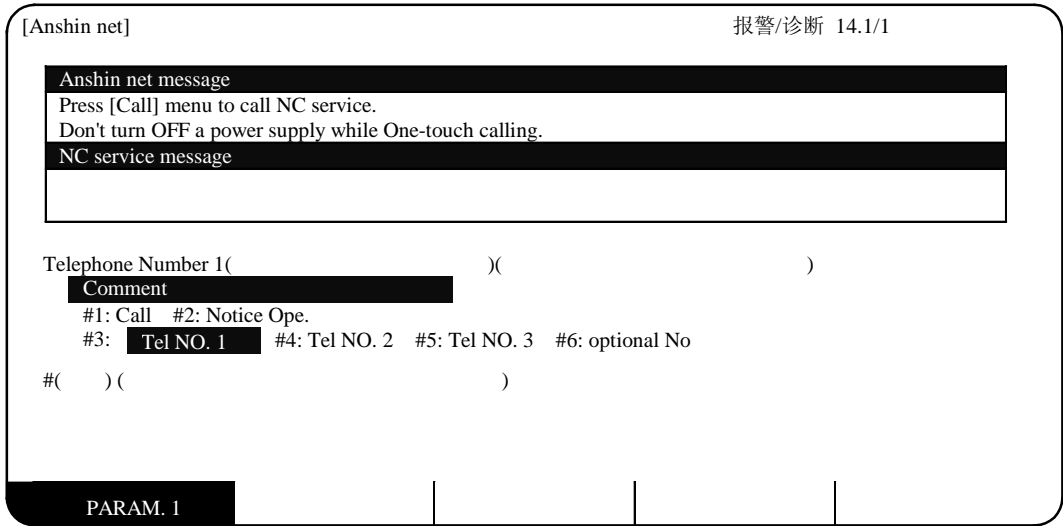 [Anshin net] 报警/诊断 14.1/1
Anshin net message
Press [Call] menu to call NC service.
Don't turn OFF a power supply while One-touch calling.
NC service message
Telephone Number 1( )( )
Comment
#1: Call #2: Notice Ope.
#3: Tel NO. 1 #4: Tel NO. 2 #5: Tel NO. 3 #6: optional No
#( ) ( )
PARAM. 1